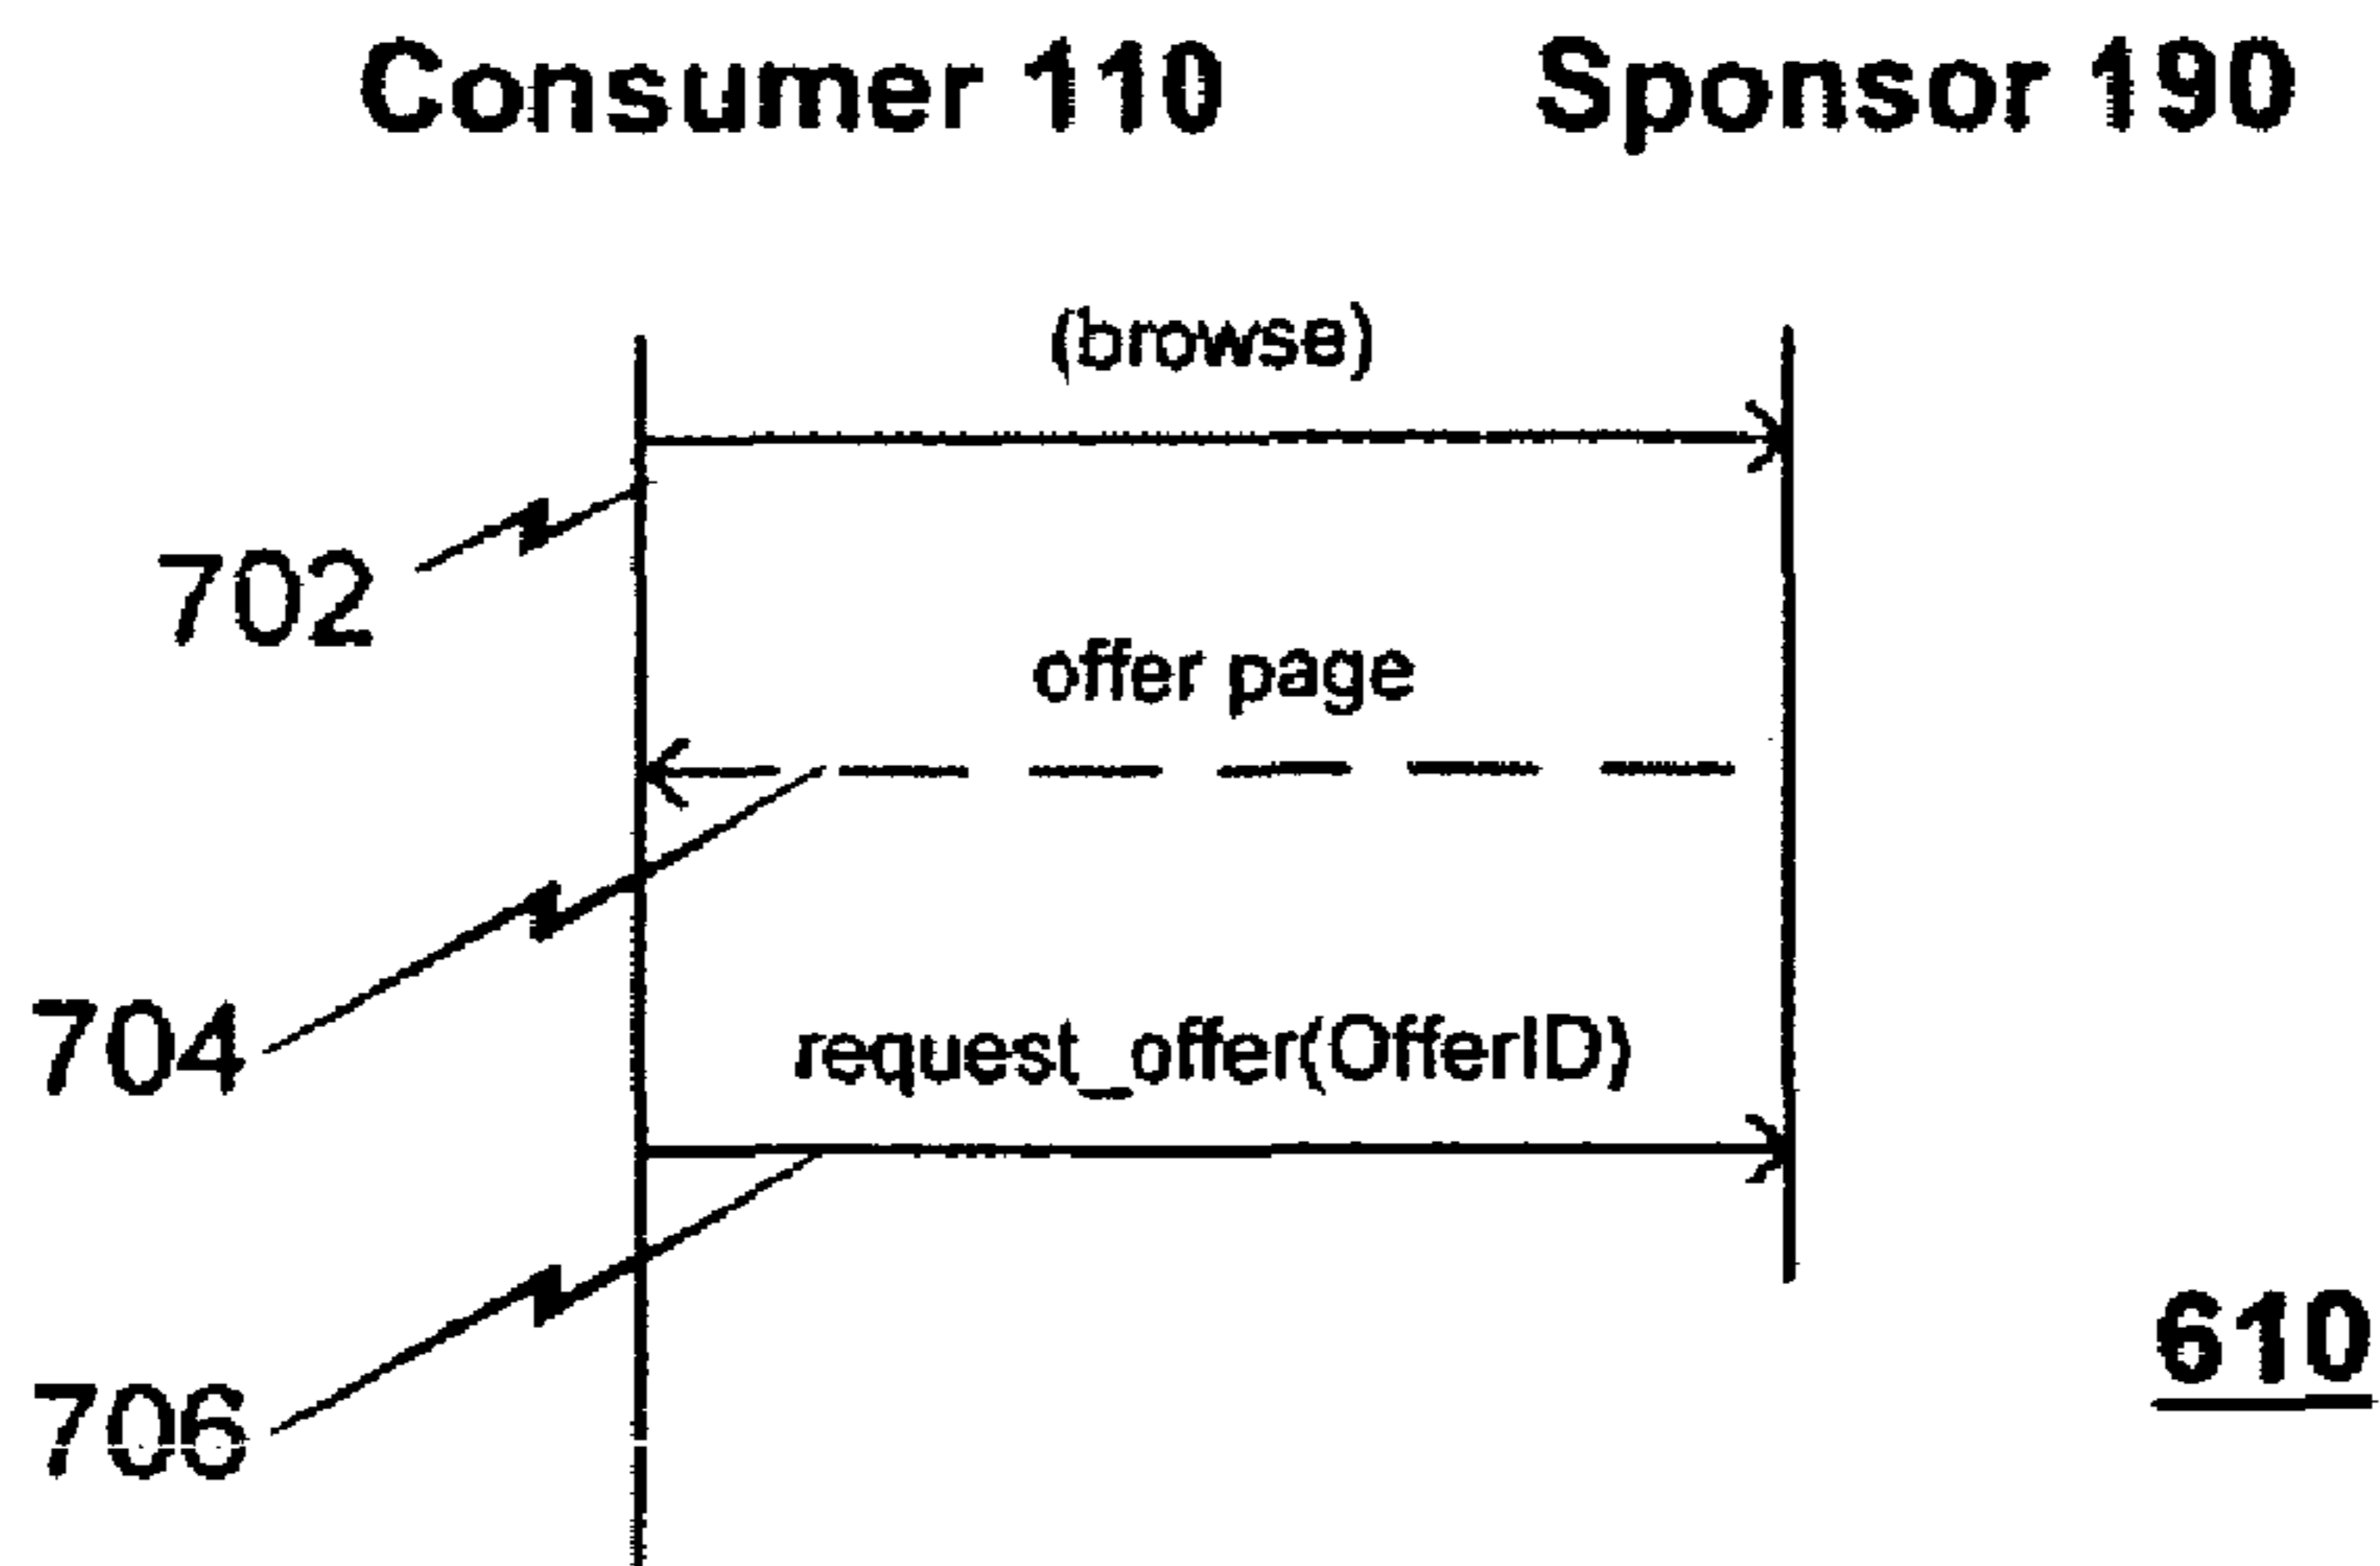 Consumer 110 Sponsor 190
(browse)
702
offer page
704
request_offer(OfferID)
610
706